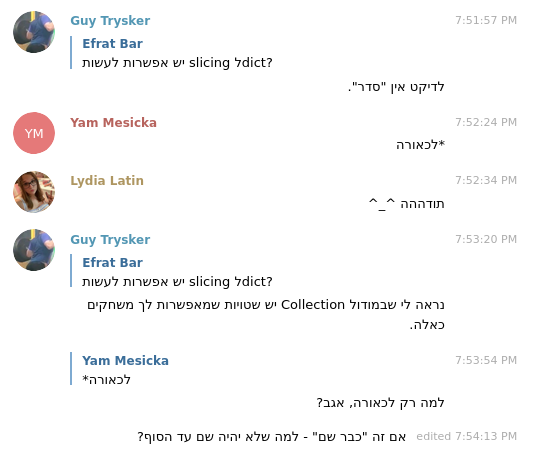 Guy Trysker 7:51:57 PM
Efrat Bar
יש אפשרות לעשות slicing לdict?
לדיקט אין "סדר".
YM Yam Mesicka 7:52:24 PM
*לכאורה
Lydia Latin 7:52:34 PM
תודההה ^_^
Guy Trysker 7:53:20 PM
Efrat Bar
יש אפשרות לעשות slicing לdict?
נראה לי שבמודול Collection יש שטויות שמאפשרות לך משחקים
כאלה.
Yam Mesicka 7:53:54 PM
*לכאורה
למה רק לכאורה, אגב?
אם זה "כבר שם" - למה שלא יהיה שם עד הסוף? edited 7:54:13 PM